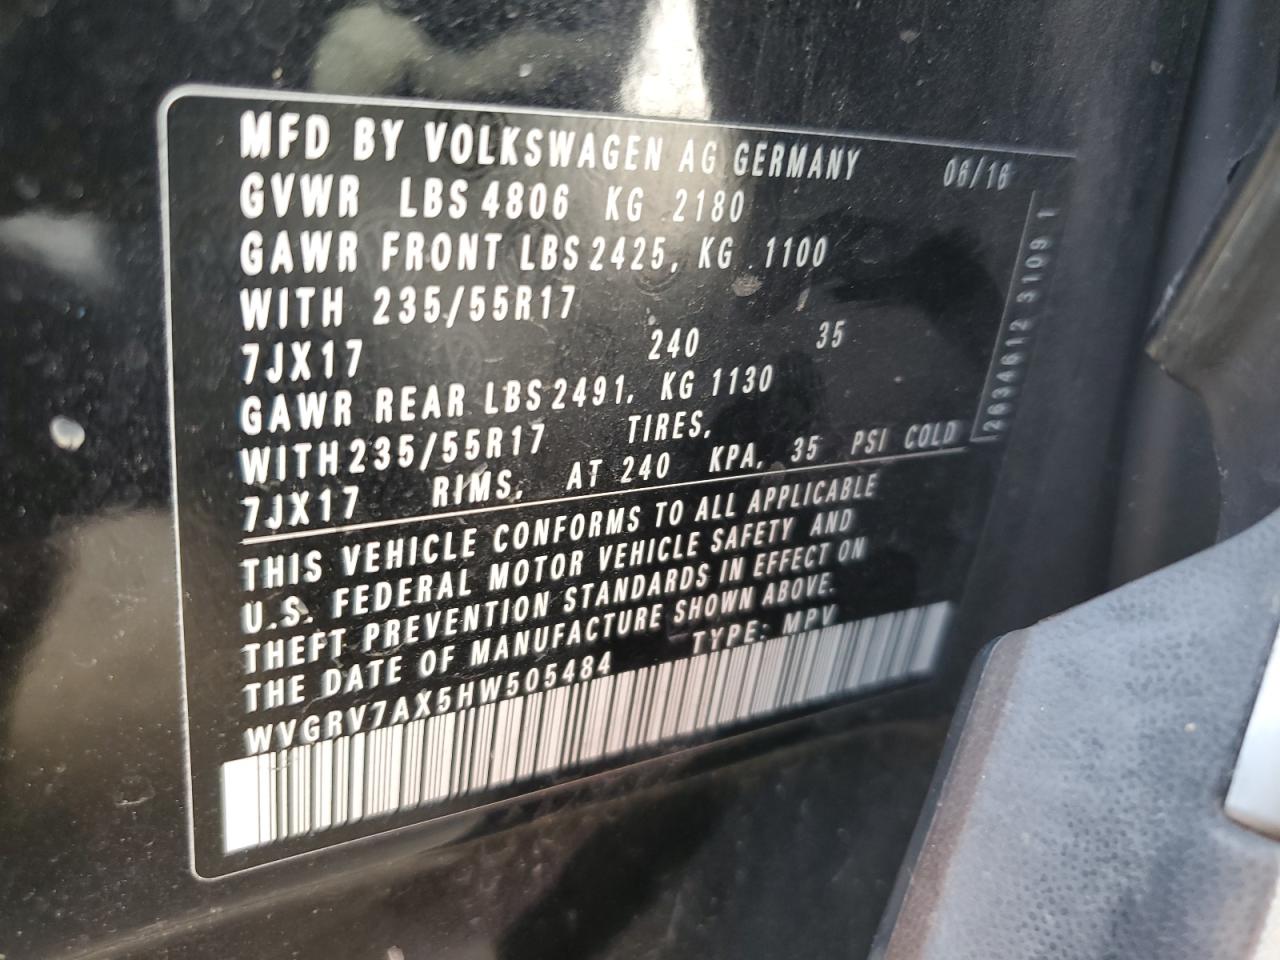 MFD BY VOLKSWAGEN AG GERMANY 06/16
GVWR LBS 4806 KG 2180
GAWR FRONT LBS 2425, KG 1100
WITH 235/55R17
7JX17 240 35
GAWR REAR LBS 2491, KG 1130
WITH 235/55R17 TIRES,
7JX17 RIMS, AT 240 KPA, 35 PSI COLD
THIS VEHICLE CONFORMS TO ALL APPLICABLE
U.S. FEDERAL MOTOR VEHICLE SAFETY AND
THEFT PREVENTION STANDARDS IN EFFECT ON
THE DATE OF MANUFACTURE SHOWN ABOVE.
WVGRV7AX5HW505484 TYPE: MPV
3109 1